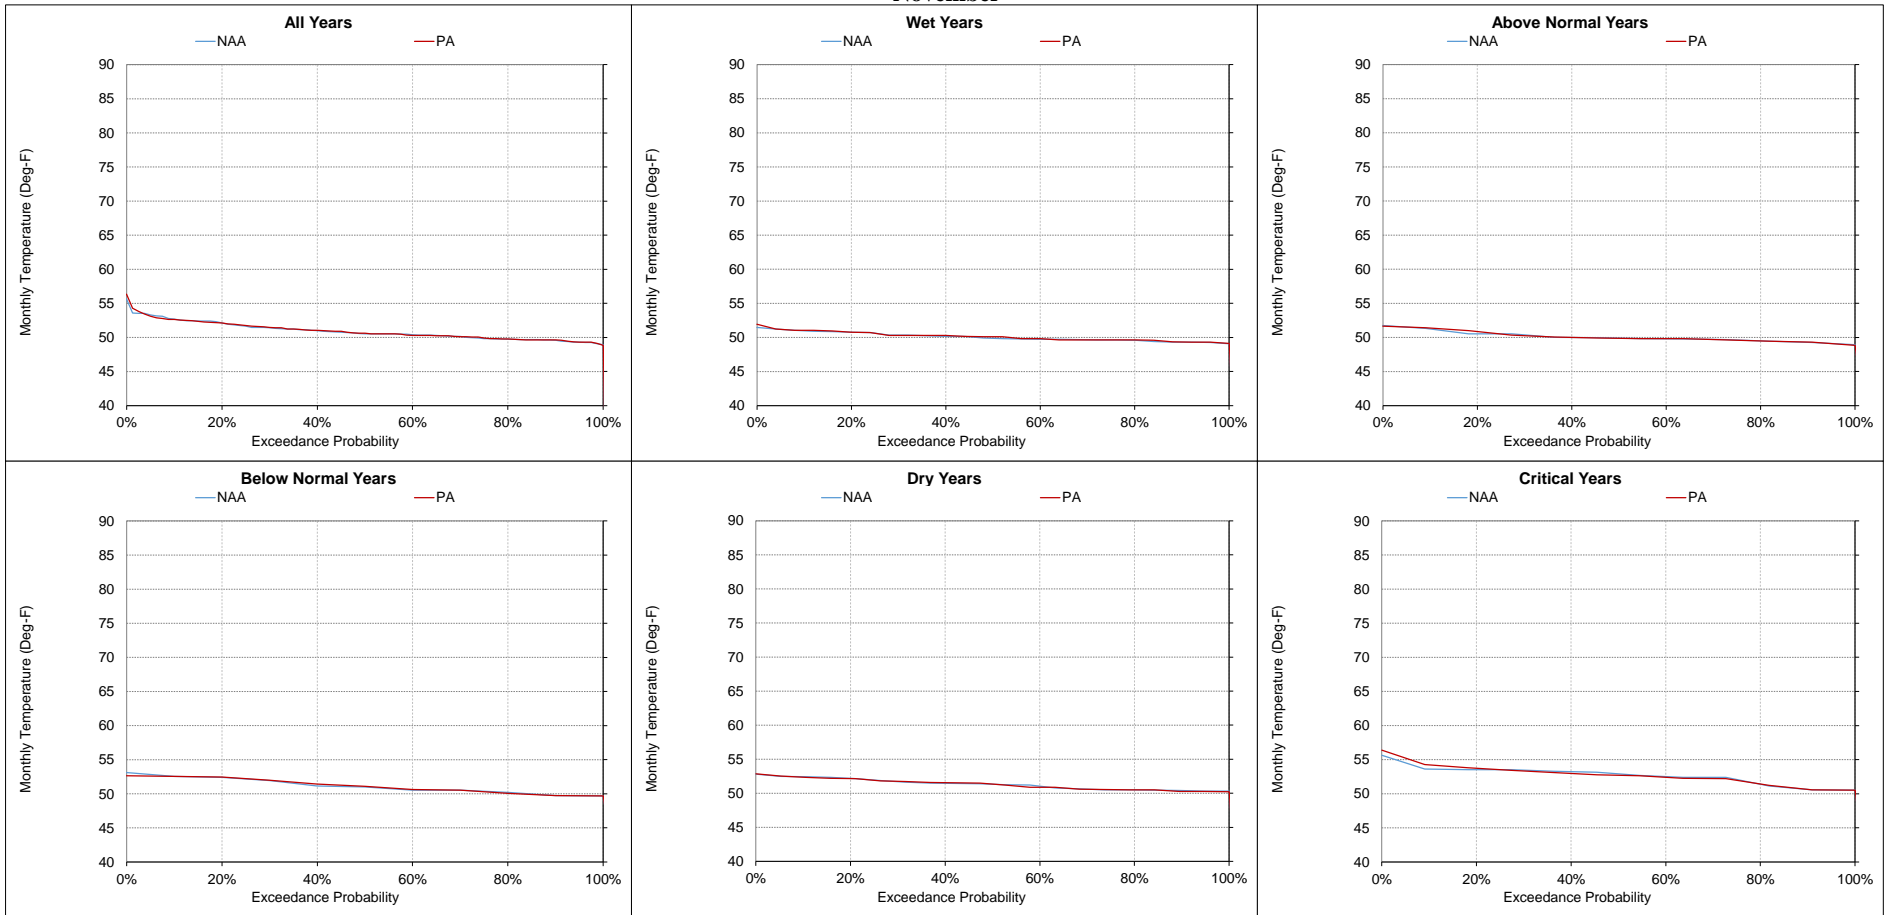 All Years
NAA PA
90
85
80
75
70
65
60
55
50
45
40
Monthly Temperature (Deg-F)
0% 20% 40% 60% 80% 100%
Exceedance Probability
Wet Years
NAA PA
90
85
80
75
70
65
60
55
50
45
40
Monthly Temperature (Deg-F)
0% 20% 40% 60% 80% 100%
Exceedance Probability
Above Normal Years
NAA PA
90
85
80
75
70
65
60
55
50
45
40
Monthly Temperature (Deg-F)
0% 20% 40% 60% 80% 100%
Exceedance Probability
Below Normal Years
NAA PA
90
85
80
75
70
65
60
55
50
45
40
Monthly Temperature (Deg-F)
0% 20% 40% 60% 80% 100%
Exceedance Probability
Dry Years
NAA PA
90
85
80
75
70
65
60
55
50
45
40
Monthly Temperature (Deg-F)
0% 20% 40% 60% 80% 100%
Exceedance Probability
Critical Years
NAA PA
90
85
80
75
70
65
60
55
50
45
40
Monthly Temperature (Deg-F)
0% 20% 40% 60% 80% 100%
Exceedance Probability